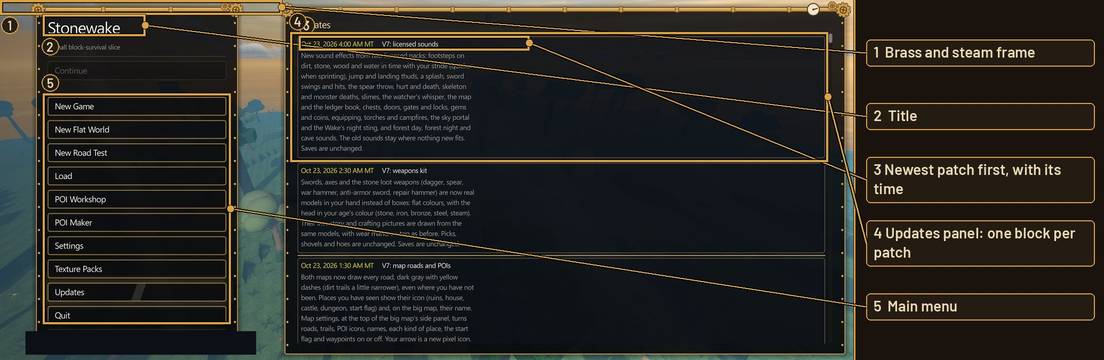 1
Stonewake
2
all block-survival slice
Continue
5
New Game
New Flat World
New Road Test
Load
POI Workshop
POI Maker
Settings
Texture Packs
Updates
Quit
4
3
ates
Oct 23, 2026 4:00 AM MT V7: licensed sounds
New sound effects from packs: footsteps on
dirt, stone, wood and water in time with your stride
when sprinting), jump and landing thuds, a splash, sword
swings and hits, the spear throw, hurt and death, skeleton
and monster deaths, slimes, the watcher's whisper, the map
and the ledger book, chests, doors, gates and locks, gems
and coins, equipping, torches and campfires, the sky portal
and the Wake's night sting, and forest day, forest night and
cave sounds. The old sounds stay where nothing new fits.
Saves are unchanged.
Oct 23, 2026 2:30 AM MT V7: weapons kit
Swords, axes and the stone loot weapons (dagger, spear,
war hammer, anti-armor sword, repair hammer) are now real
models in your hand instead of boxes: flat colours, with the
head in your age's colour (stone, iron, bronze, steel, steam).
Their inventory and crafting pictures are drawn from the
same models, with wear marks as before. Picks,
shovels and hoes are unchanged. Saves are unchanged.
Oct 23, 2026 1:30 AM MT V7: map roads and POIs
Both maps now draw every road, dark gray with yellow
dashes (dirt trails a little narrower), even where you have not
been. Places you have seen show their icon (ruins, house,
castle, dungeon, start flag) and, on the big map, their name.
Map settings, at the top of the big map's side panel, turns
roads, trails, POI icons, names, each kind of place, the start
flag and waypoints on or off. Your arrow is a new pixel icon.
1 Brass and steam frame
2 Title
3 Newest patch first, with its
time
4 Updates panel: one block per
patch
5 Main menu